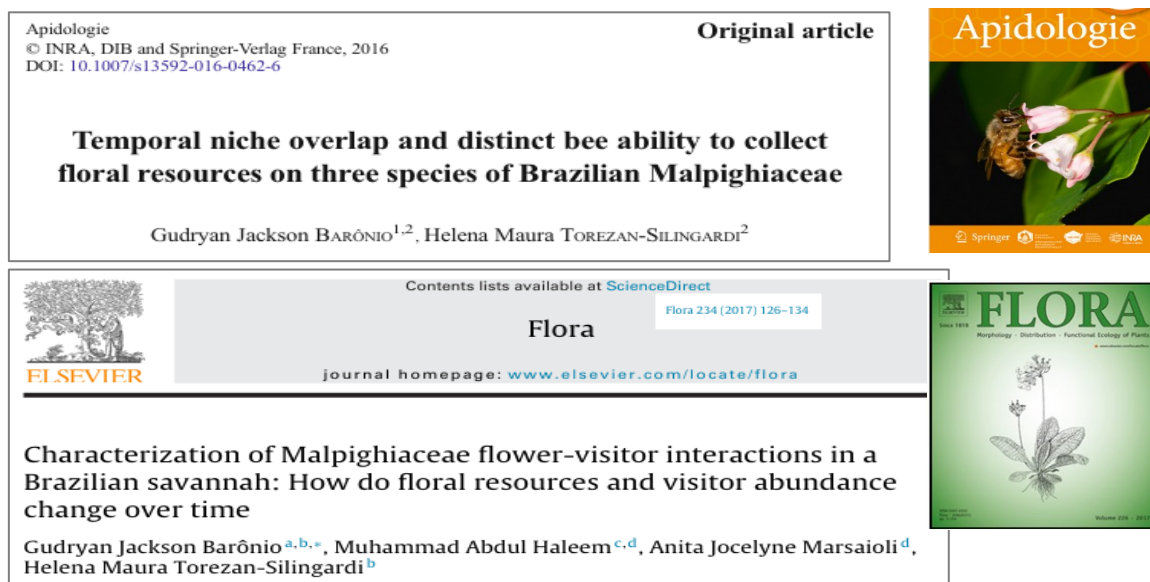 Apidologie
© INRA, DIB and Springer-Verlag France, 2016
DOI: 10.1007/s13592-016-0462-6
Original article
Temporal niche overlap and distinct bee ability to collect
floral resources on three species of Brazilian Malpighiaceae
Gudryan Jackson BARÔNIO1,2, Helena Maura TOREZAN-SILINGARDI2
Apidologie
Springer
INRA
ELSEVIER
Contents lists available at ScienceDirect
Flora 234 (2017) 126–134
Flora
journal homepage: www.elsevier.com/locate/flora
Characterization of Malpighiaceae flower-visitor interactions in a
Brazilian savannah: How do floral resources and visitor abundance
change over time
Gudryan Jackson Barônio a,b,*, Muhammad Abdul Haleem c,d, Anita Jocelyne Marsaioli d,
Helena Maura Torezan-Silingardi b
FLORA
Since 1818
Morphology - Distribution - Functional Ecology of Plants